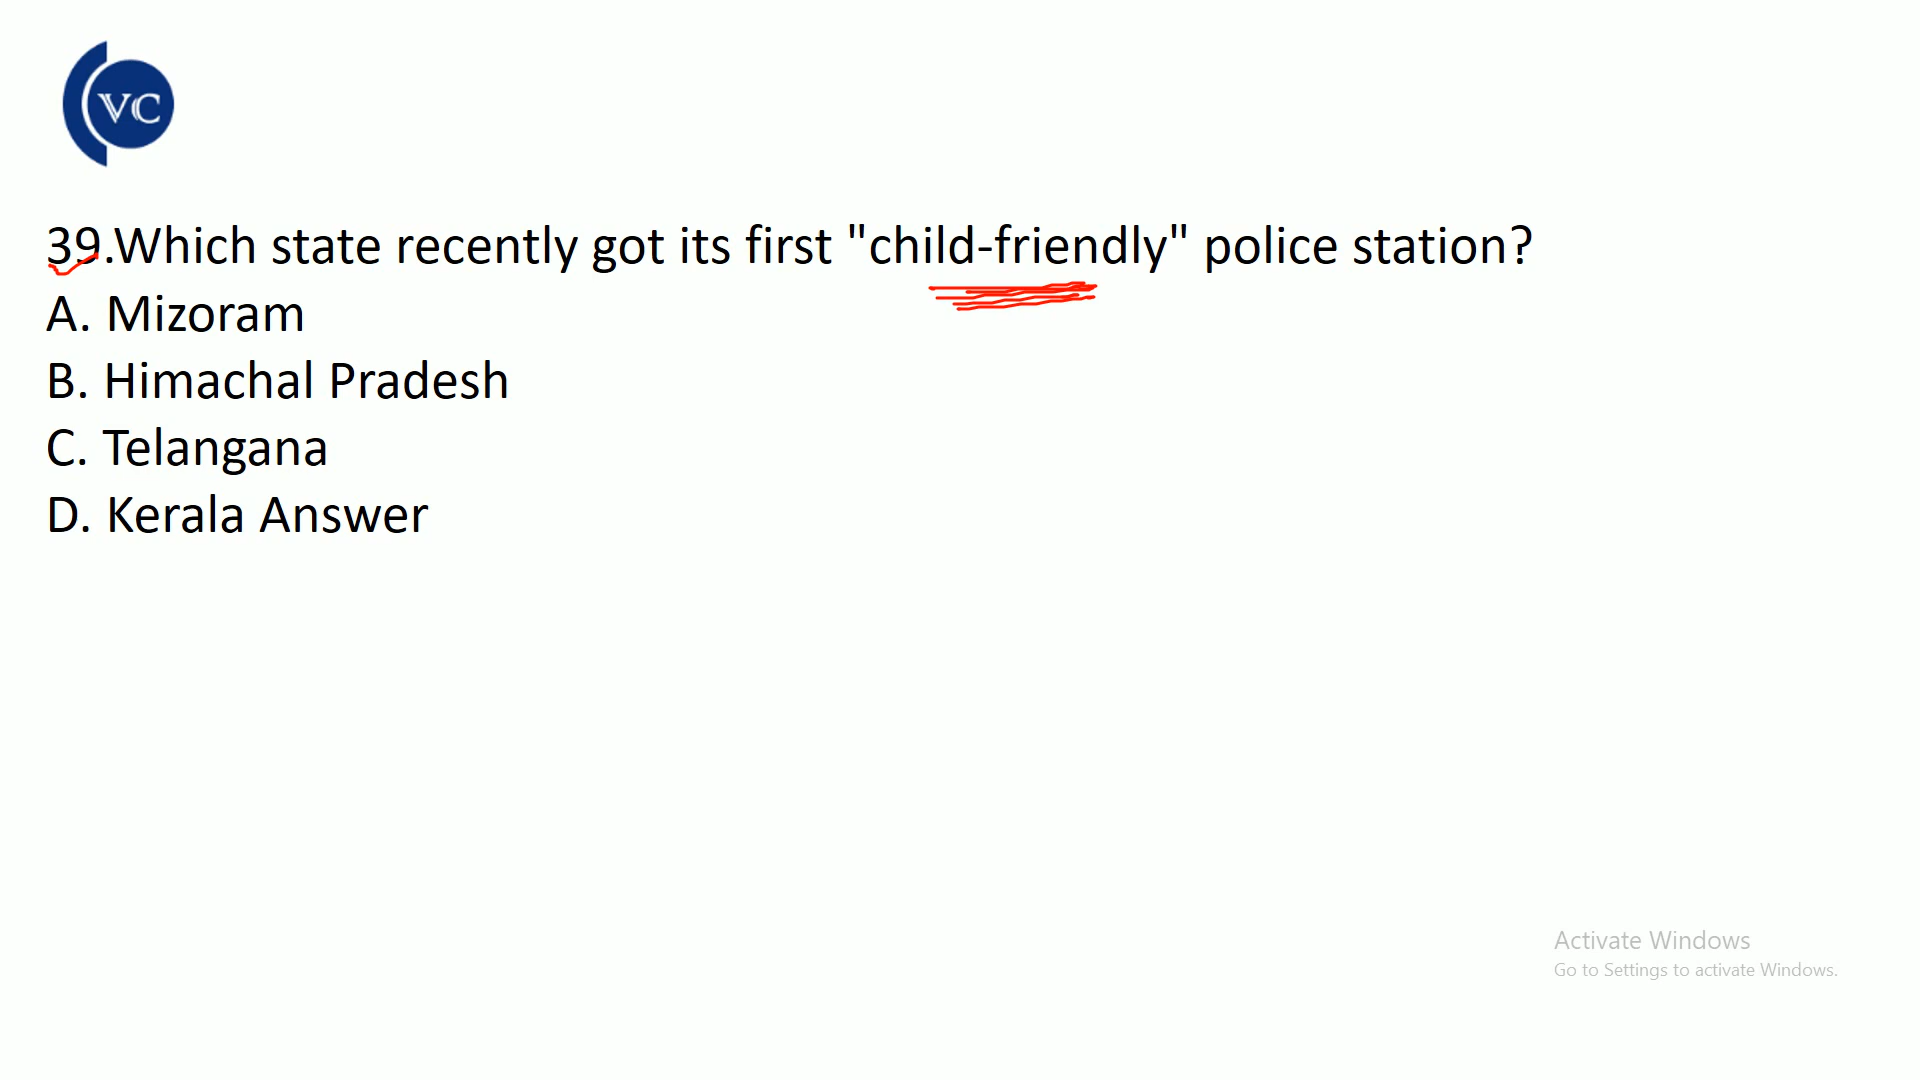 VC
39.Which state recently got its first "child-friendly" police station?
A. Mizoram
B. Himachal Pradesh
C. Telangana
D. Kerala Answer
Activate Windows
Go to Settings to activate Windows.